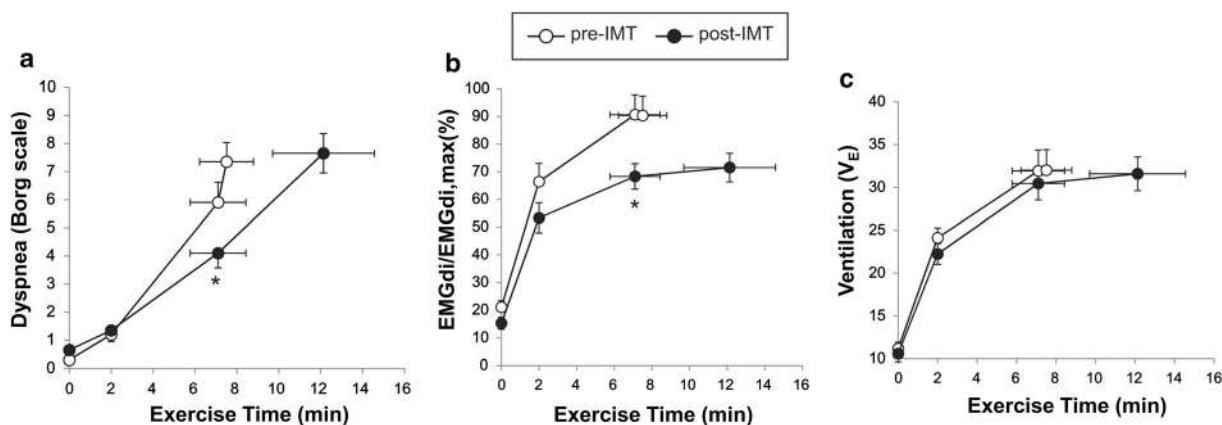 pre-IMT post-IMT
a
Dyspnea (Borg scale)
10
9
8
7
6
5
4
3
2
1
0
*
0 2 4 6 8 10 12 14 16
Exercise Time (min)
b
EMGdi/EMGdi,max(%)
100
90
80
70
60
50
40
30
20
10
0
*
0 2 4 6 8 10 12 14 16
Exercise Time (min)
c
Ventilation (VE)
40
35
30
25
20
15
10
0 2 4 6 8 10 12 14 16
Exercise Time (min)